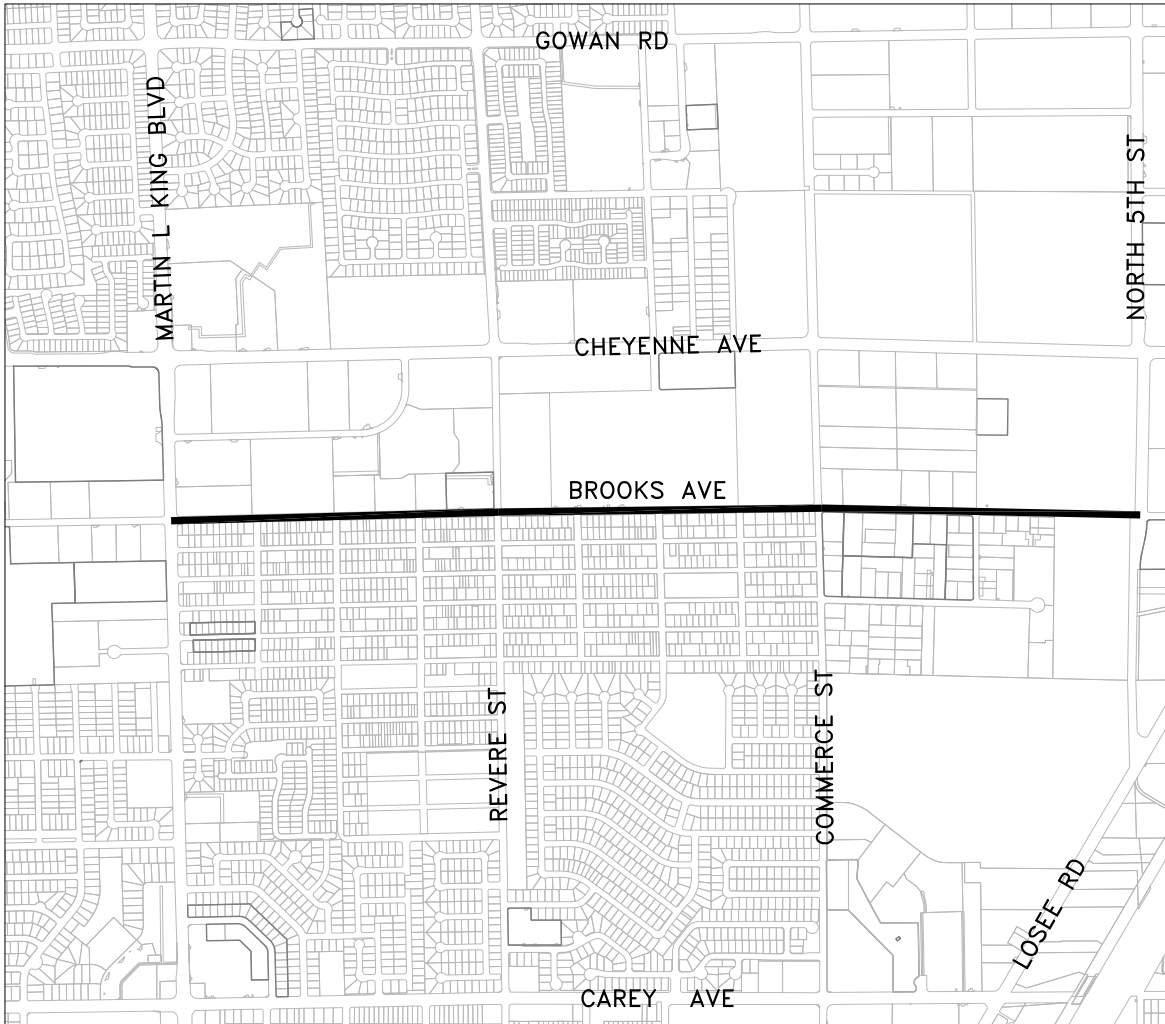 GOWAN RD
MARTIN L KING BLVD
NORTH 5TH ST
CHEYENNE AVE
BROOKS AVE
REVERE ST
COMMERCE ST
LOSEE RD
CAREY AVE